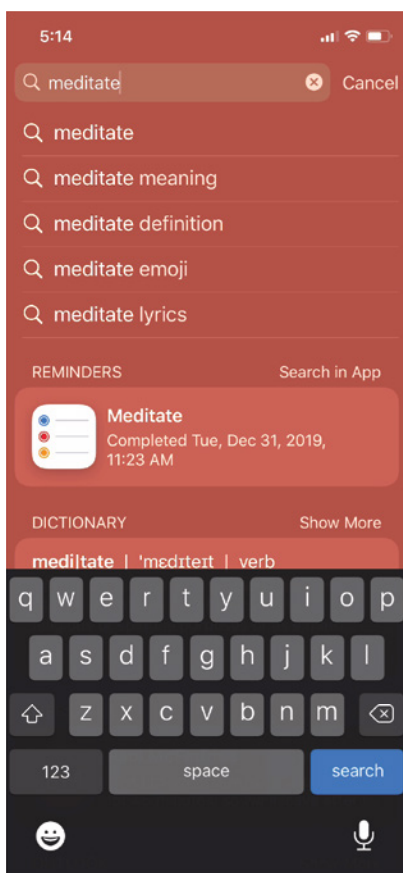 5:14
meditate
Cancel
meditate
meditate meaning
meditate definition
meditate emoji
meditate lyrics
REMINDERS Search in App
Meditate
Completed Tue, Dec 31, 2019,
11:23 AM
DICTIONARY Show More
medi|tate | ˈmɛdɪteɪt | verb
q w e r t y u i o p
a s d f g h j k l
z x c v b n m
123 space search